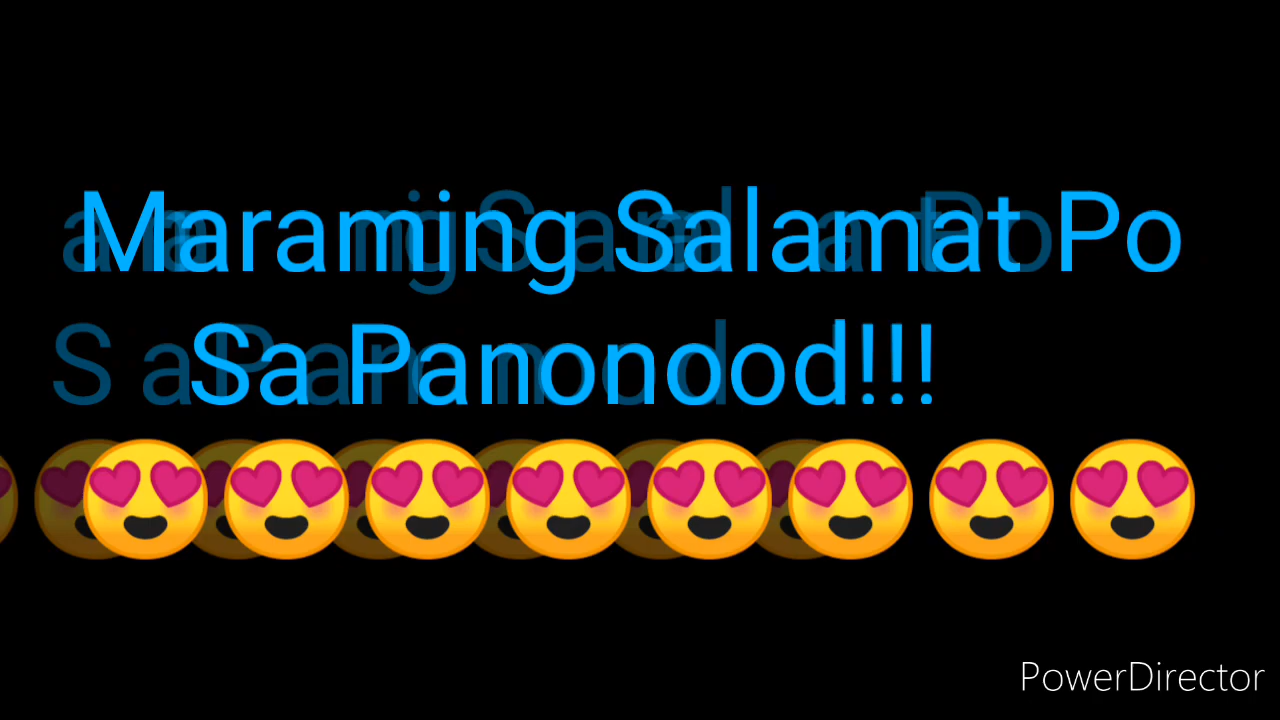 Maraming Salamat Po
Sa Panonood!!!
😍😍😍😍😍😍😍😍
PowerDirector